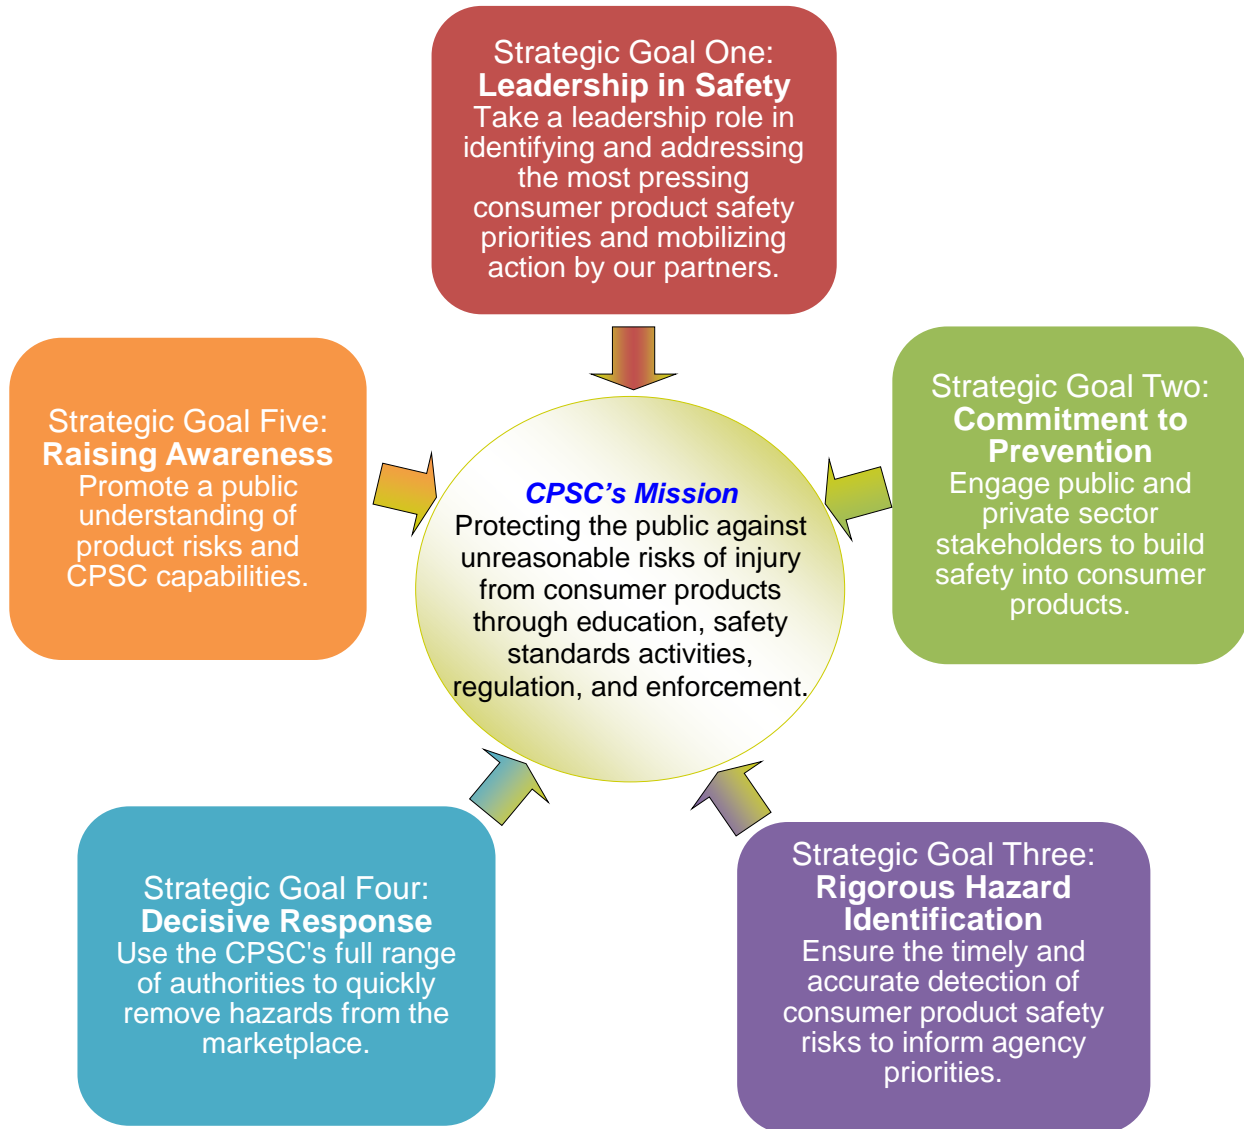 Strategic Goal One:
Leadership in Safety
Take a leadership role in
identifying and addressing
the most pressing
consumer product safety
priorities and mobilizing
action by our partners.
Strategic Goal Two:
Commitment to
Prevention
Engage public and
private sector
stakeholders to build
safety into consumer
products.
Strategic Goal Three:
Rigorous Hazard
Identification
Ensure the timely and
accurate detection of
consumer product safety
risks to inform agency
priorities.
Strategic Goal Four:
Decisive Response
Use the CPSC's full range
of authorities to quickly
remove hazards from the
marketplace.
Strategic Goal Five:
Raising Awareness
Promote a public
understanding of
product risks and
CPSC capabilities.
CPSC’s Mission
Protecting the public against
unreasonable risks of injury
from consumer products
through education, safety
standards activities,
regulation, and enforcement.